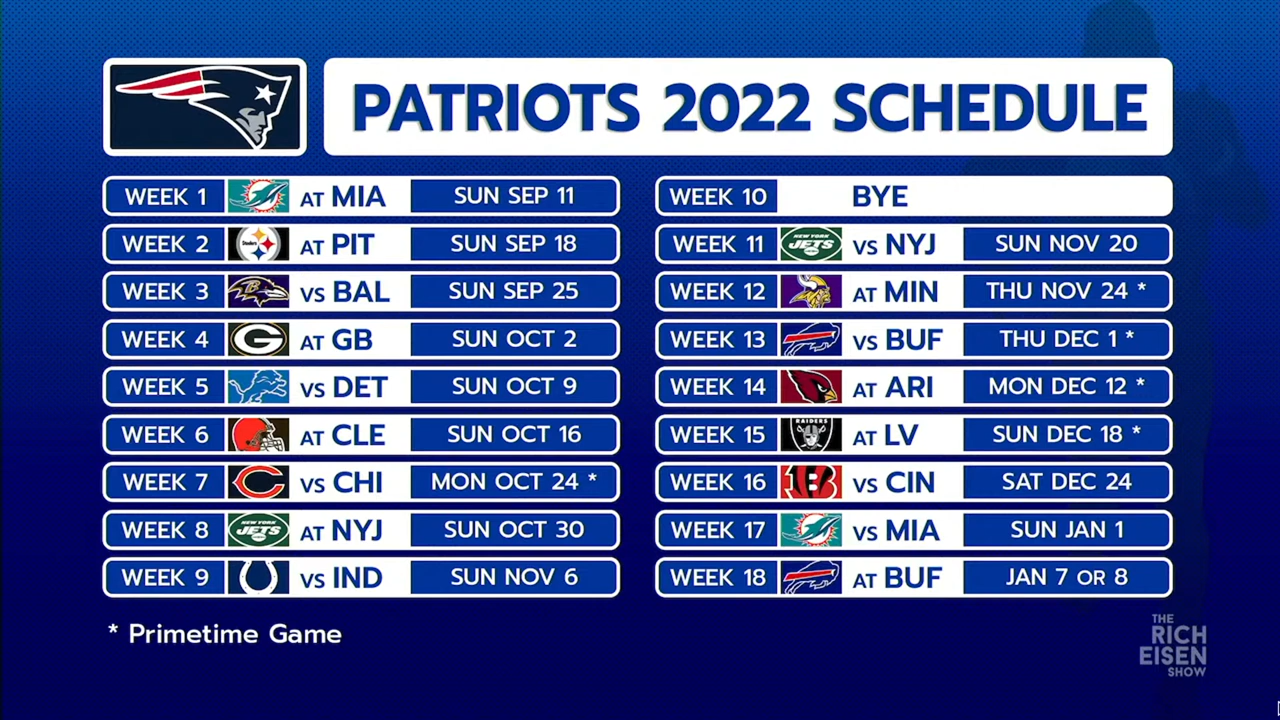 PATRIOTS 2022 SCHEDULE
WEEK 1 AT MIA SUN SEP 11
WEEK 2 Steelers AT PIT SUN SEP 18
WEEK 3 B VS BAL SUN SEP 25
WEEK 4 G AT GB SUN OCT 2
WEEK 5 VS DET SUN OCT 9
WEEK 6 AT CLE SUN OCT 16
WEEK 7 C VS CHI MON OCT 24 *
WEEK 8 NEW YORK JETS AT NYJ SUN OCT 30
WEEK 9 VS IND SUN NOV 6
WEEK 10 BYE
WEEK 11 NEW YORK JETS VS NYJ SUN NOV 20
WEEK 12 AT MIN THU NOV 24 *
WEEK 13 VS BUF THU DEC 1 *
WEEK 14 AT ARI MON DEC 12 *
WEEK 15 RAIDERS AT LV SUN DEC 18 *
WEEK 16 B VS CIN SAT DEC 24
WEEK 17 VS MIA SUN JAN 1
WEEK 18 AT BUF JAN 7 OR 8
* Primetime Game
THE
RICH
EISEN
SHOW